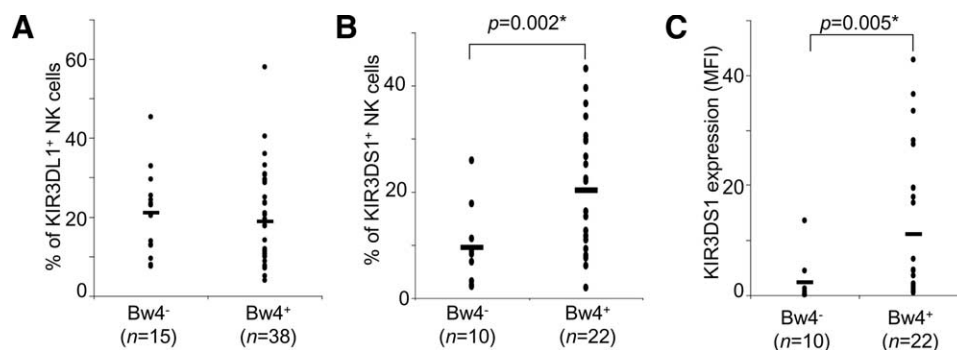 A
% of KIR3DL1⁺ NK cells
60
40
20
0
Bw4⁻
(n=15)
Bw4⁺
(n=38)
B
p=0.002*
% of KIR3DS1⁺ NK cells
40
20
0
Bw4⁻
(n=10)
Bw4⁺
(n=22)
C
p=0.005*
KIR3DS1 expression (MFI)
40
20
0
Bw4⁻
(n=10)
Bw4⁺
(n=22)